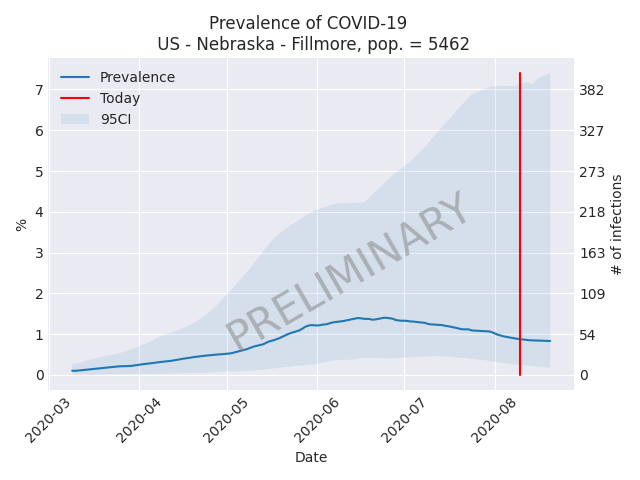 Prevalence of COVID-19
US - Nebraska - Fillmore, pop. = 5462
Prevalence
Today
95CI
PRELIMINARY
%
7
6
5
4
3
2
1
0
382
327
273
218
163
109
54
0
# of infections
2020-03
2020-04
2020-05
2020-06
2020-07
2020-08
Date